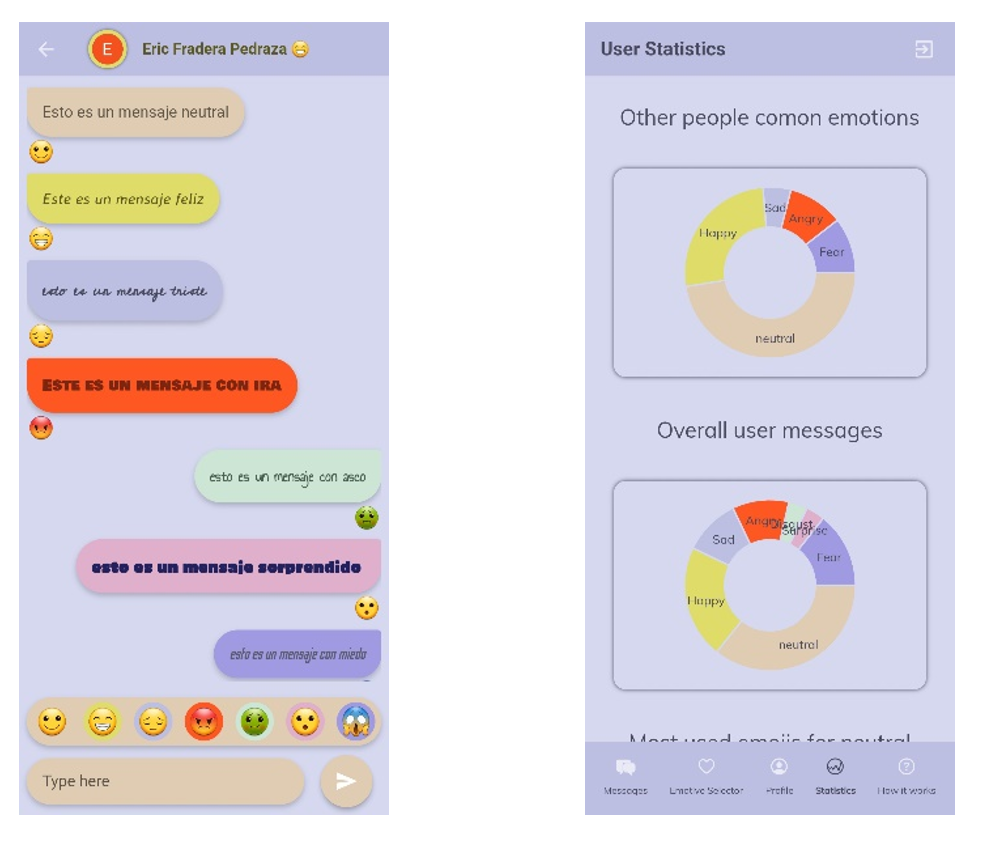 E
Eric Fradera Pedraza
Esto es un mensaje neutral
Este es un mensaje feliz
esto es un mensaje triste
ESTE ES UN MENSAJE CON IRA
esto es un mensaje con asco
esto es un mensaje sorprendido
esto es un mensaje con miedo
Type here
User Statistics
Other people comon emotions
Sad
Angry
Happy
Fear
neutral
Overall user messages
Angry
Disgust
Surprise
Sad
Fear
Happy
neutral
Most used emojis for neutral
Messages
Emotive Selector
Profile
Statistics
How it works